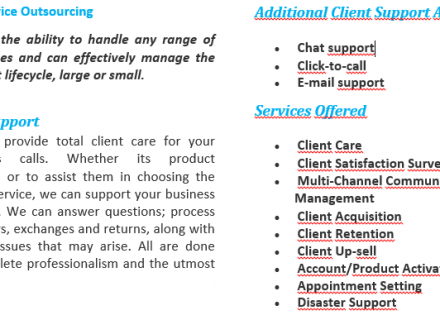 ice Outsourcing
the ability to handle any range of
es and can effectively manage the
t lifecycle, large or small.
pport
provide total client care for your
s calls. Whether its product
or to assist them in choosing the
ervice, we can support your business
. We can answer questions; process
rs, exchanges and returns, along with
issues that may arise. All are done
lete professionalism and the utmost
Additional Client Support A
• Chat support
• Click-to-call
• E-mail support
Services Offered
• Client Care
• Client Satisfaction Surve
• Multi-Channel Commun
Management
• Client Acquisition
• Client Retention
• Client Up-sell
• Account/Product Activa
• Appointment Setting
• Disaster Support